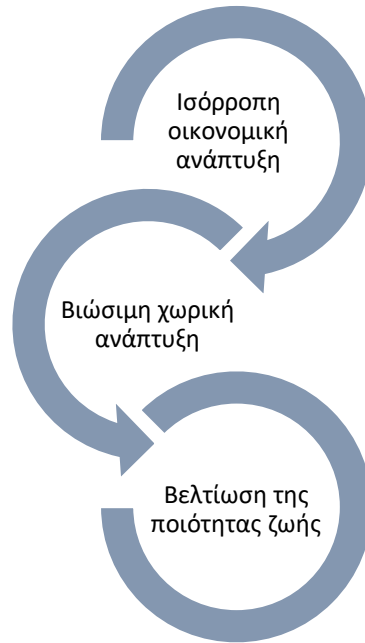 Ισόρροπη
οικονομική
ανάπτυξη
Βιώσιμη χωρική
ανάπτυξη
Βελτίωση της
ποιότητας ζωής